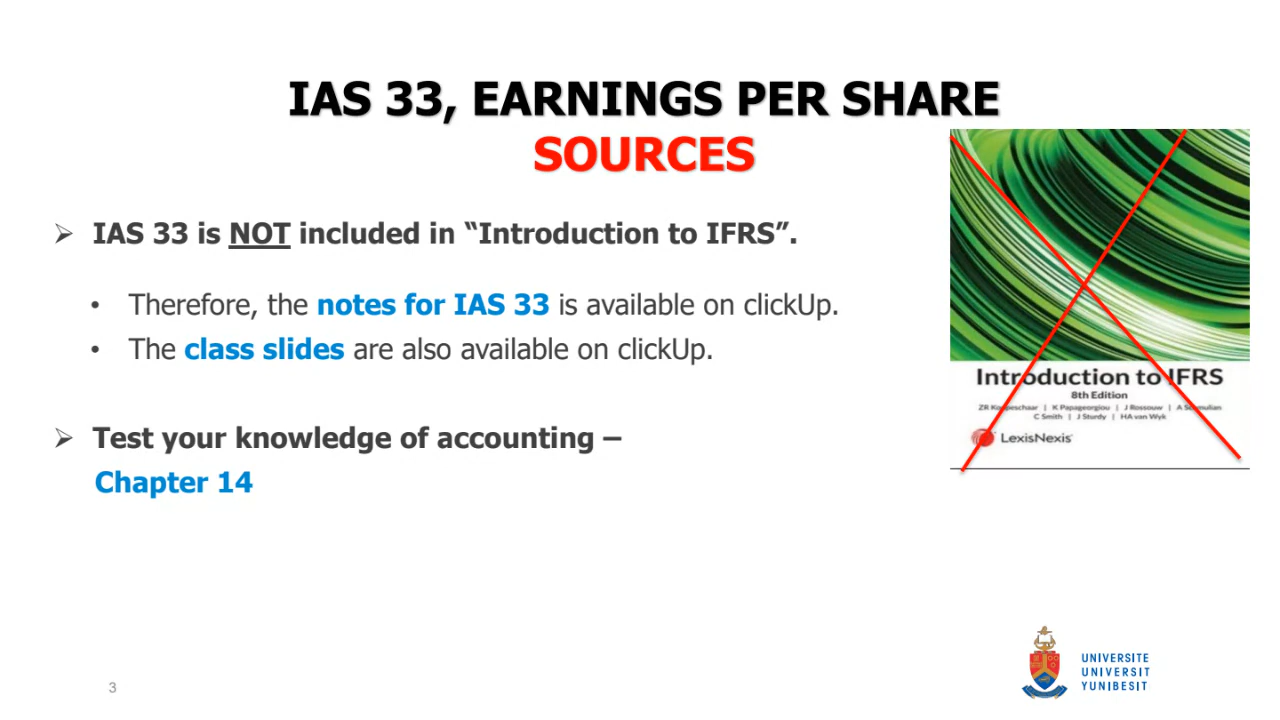 IAS 33, EARNINGS PER SHARE
SOURCES
IAS 33 is NOT included in “Introduction to IFRS”.
• Therefore, the notes for IAS 33 is available on clickUp.
• The class slides are also available on clickUp.
Test your knowledge of accounting –
Chapter 14
Introduction to IFRS
8th Edition
ZR | K Papageorgiou | J Rossouw | A
C Smith | J Sturdy | HA van Wyk
LexisNexis
3
UNIVERSITE
UNIVERSIT
YUNIBESIT